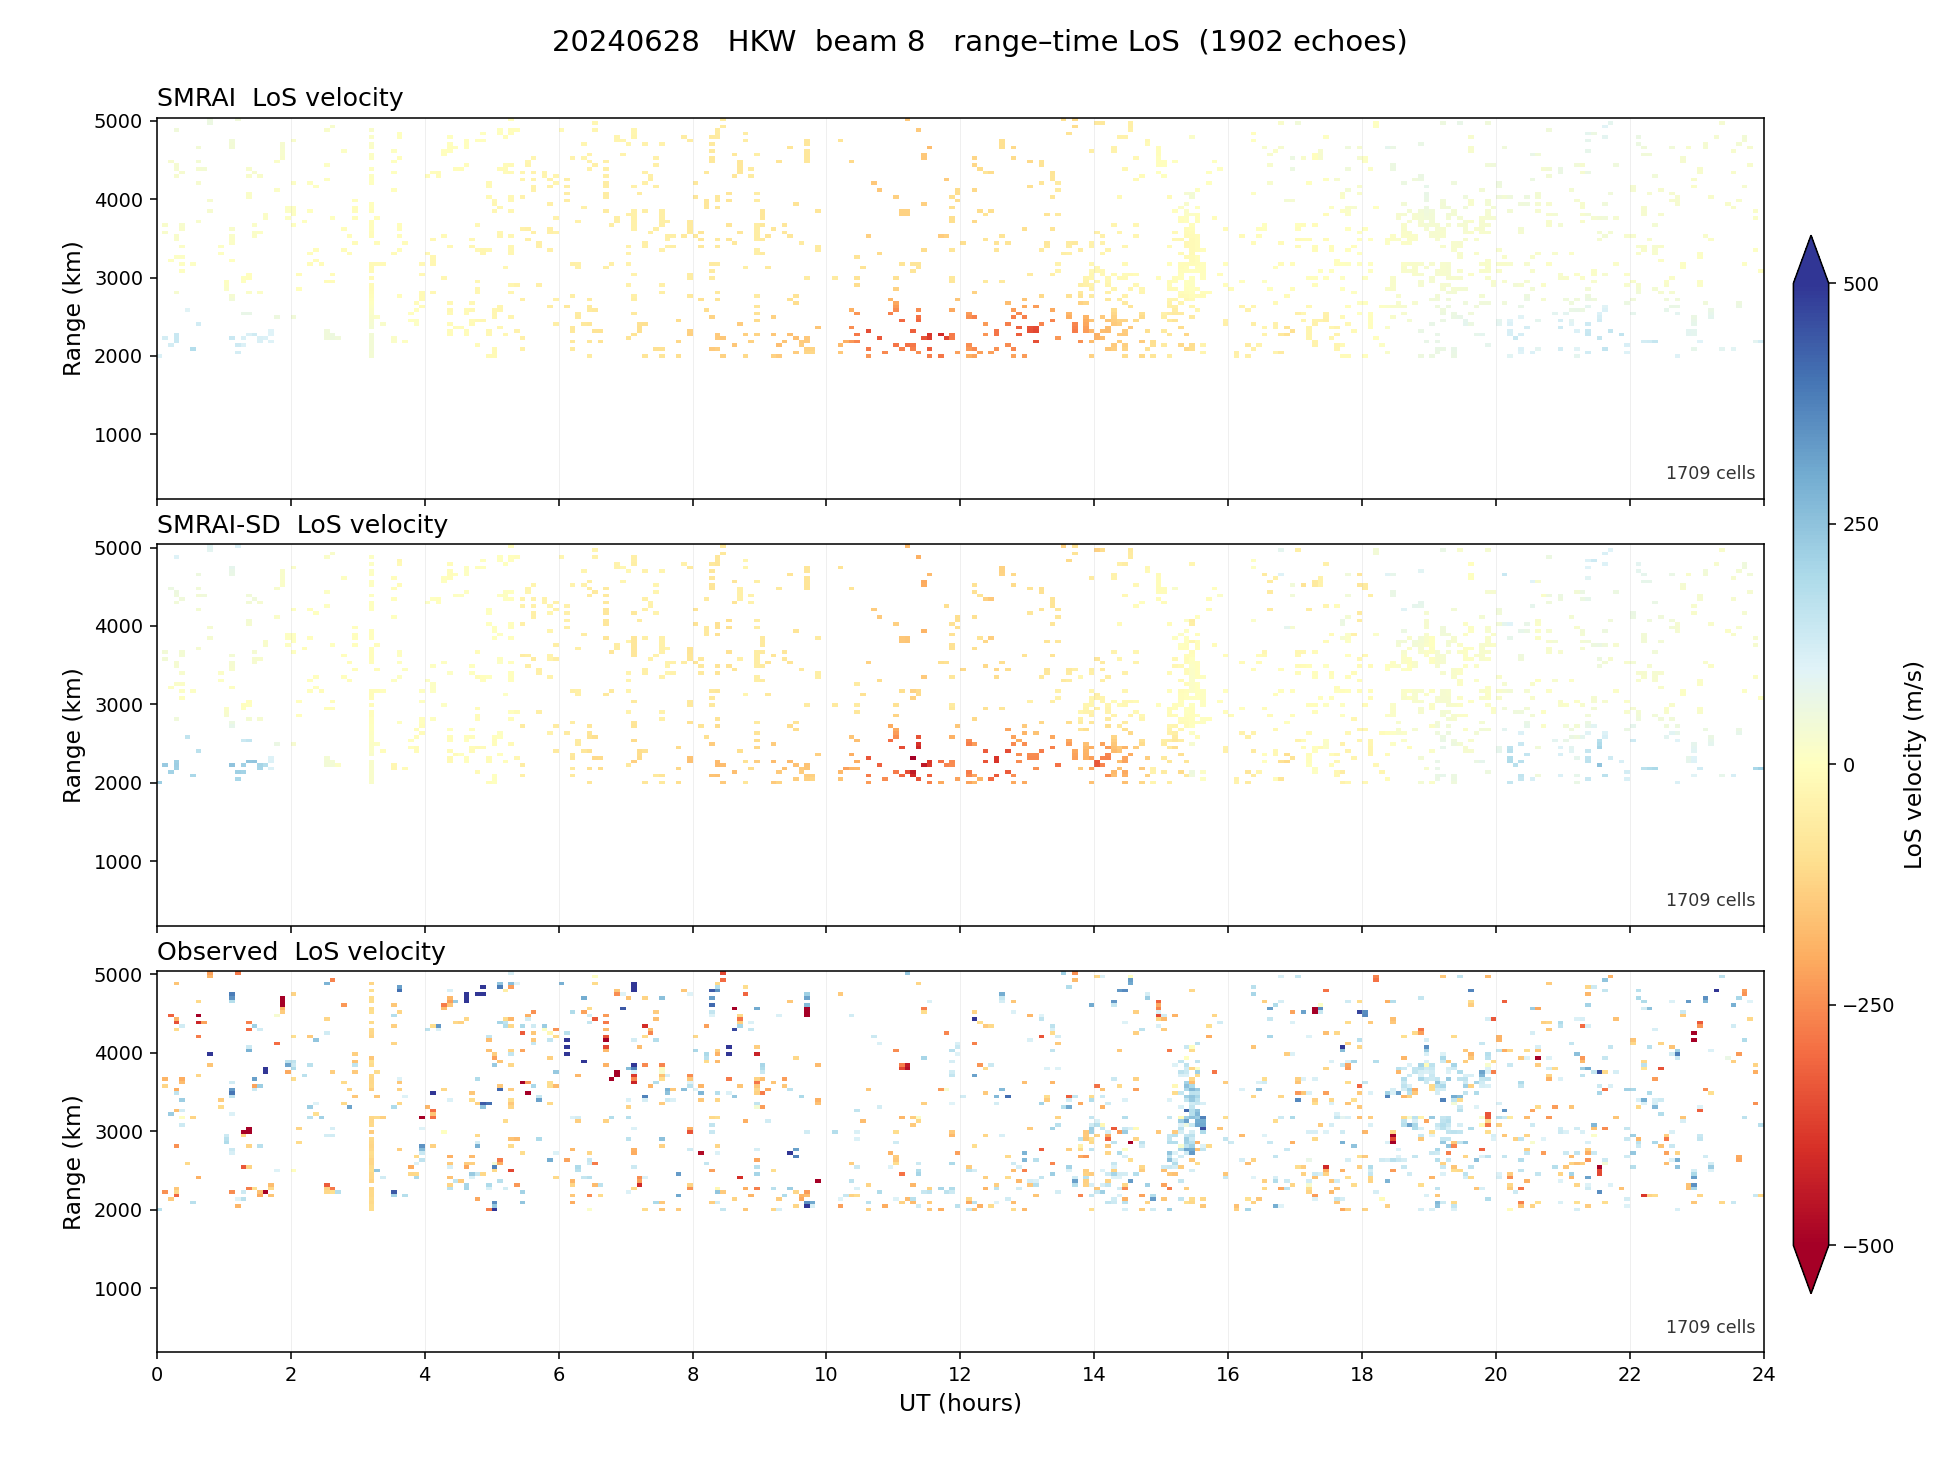 20240628   HKW  beam 8   range–time LoS  (1902 echoes)
SMRAI  LoS velocity
5000
4000
3000
2000
1000
Range (km)
1709 cells
SMRAI-SD  LoS velocity
5000
4000
3000
2000
1000
Range (km)
1709 cells
Observed  LoS velocity
5000
4000
3000
2000
1000
Range (km)
1709 cells
0 2 4 6 8 10 12 14 16 18 20 22 24
UT (hours)
500
250
0
−250
−500
LoS velocity (m/s)